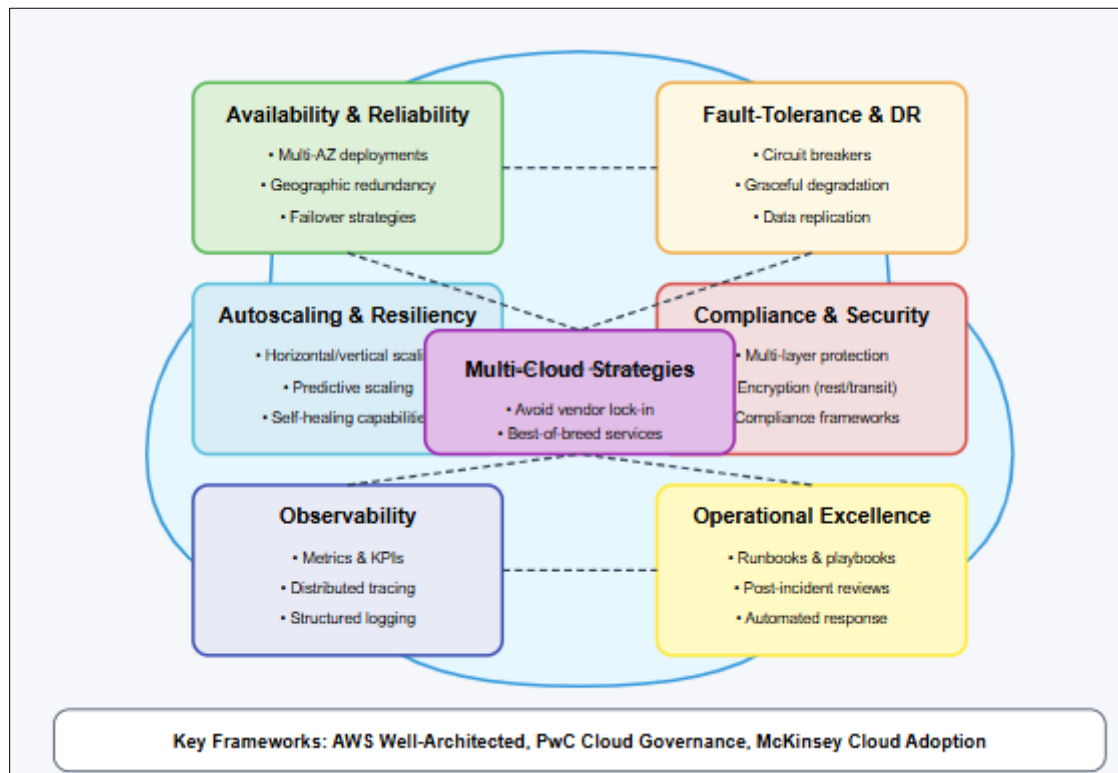 Availability & Reliability
• Multi-AZ deployments
• Geographic redundancy
• Failover strategies
Fault-Tolerance & DR
• Circuit breakers
• Graceful degradation
• Data replication
Autoscaling & Resiliency
• Horizontal/vertical scali
• Predictive scaling
• Self-healing capabilitie
Compliance & Security
• Multi-layer protection
Encryption (rest/transit)
Compliance frameworks
Multi-Cloud Strategies
• Avoid vendor lock-in
• Best-of-breed services
Observability
• Metrics & KPIs
• Distributed tracing
• Structured logging
Operational Excellence
• Runbooks & playbooks
• Post-incident reviews
• Automated response
Key Frameworks: AWS Well-Architected, PwC Cloud Governance, McKinsey Cloud Adoption